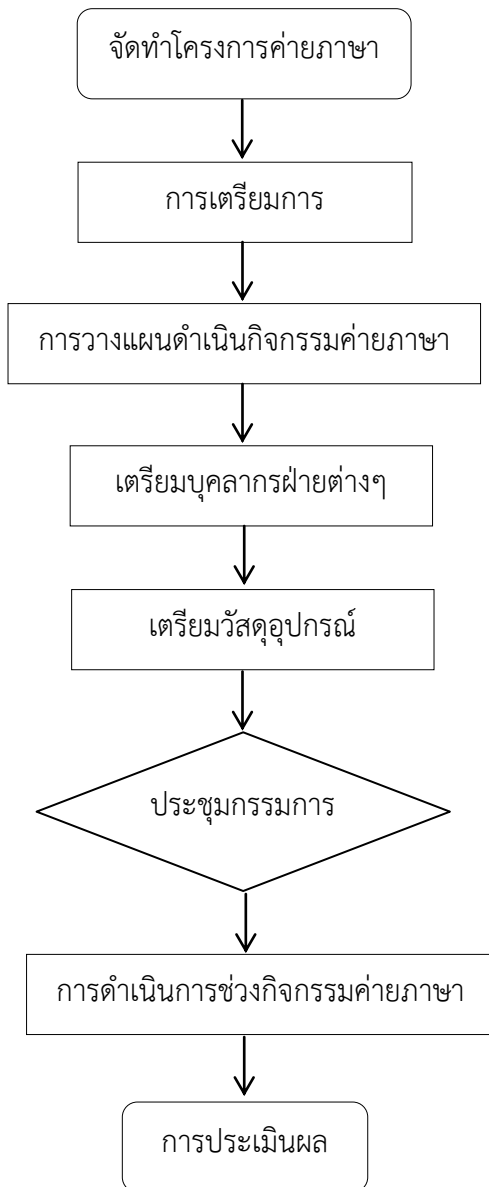 จัดทำโครงการค่ายภาษา
การเตรียมการ
การวางแผนดำเนินกิจกรรมค่ายภาษา
เตรียมบุคลากรฝ่ายต่างๆ
เตรียมวัสดุอุปกรณ์
ประชุมกรรมการ
การดำเนินการช่วงกิจกรรมค่ายภาษา
การประเมินผล